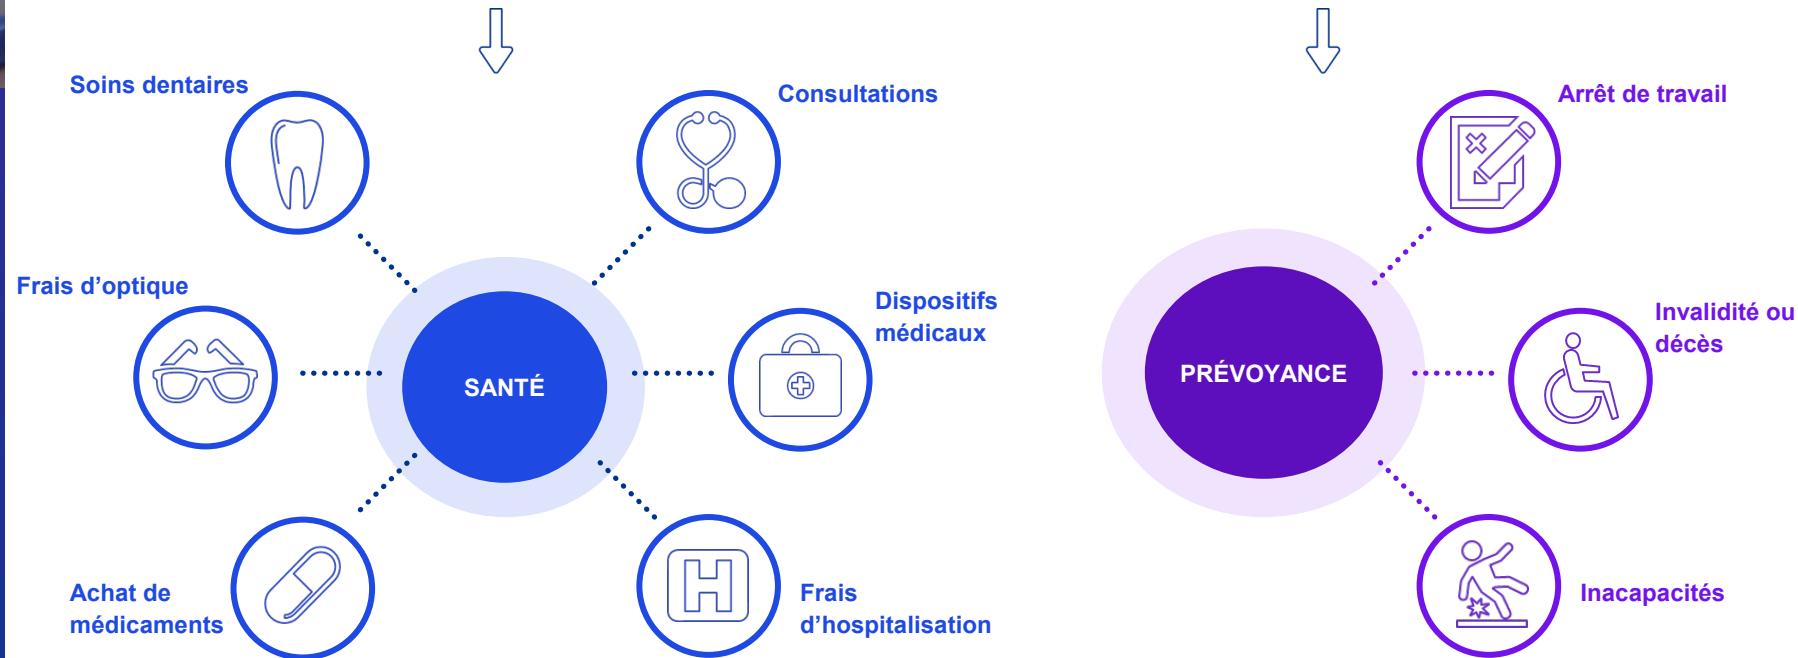 Soins dentaires
Consultations
Frais d’optique
Dispositifs
médicaux
SANTÉ
Achat de
médicaments
Frais
d’hospitalisation
Arrêt de travail
Invalidité ou
décès
PRÉVOYANCE
Inacapacités